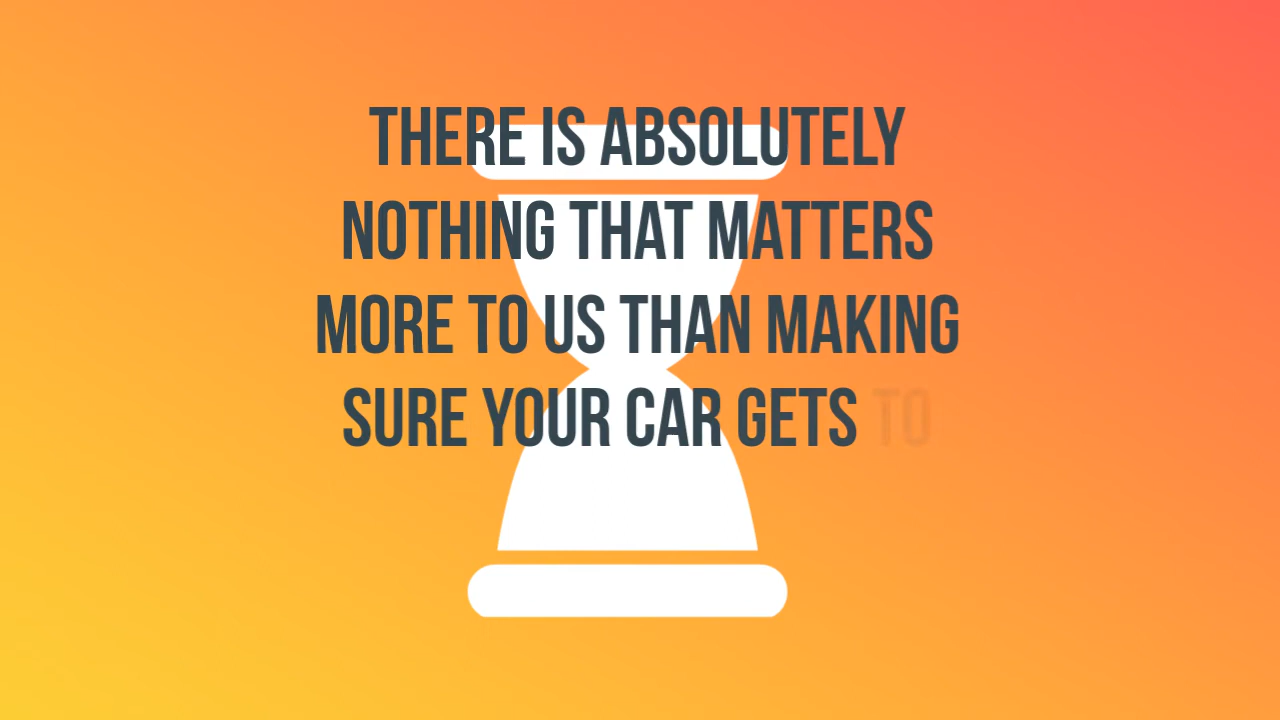 THERE IS ABSOLUTELY
NOTHING THAT MATTERS
MORE TO US THAN MAKING
SURE YOUR CAR GETS TO